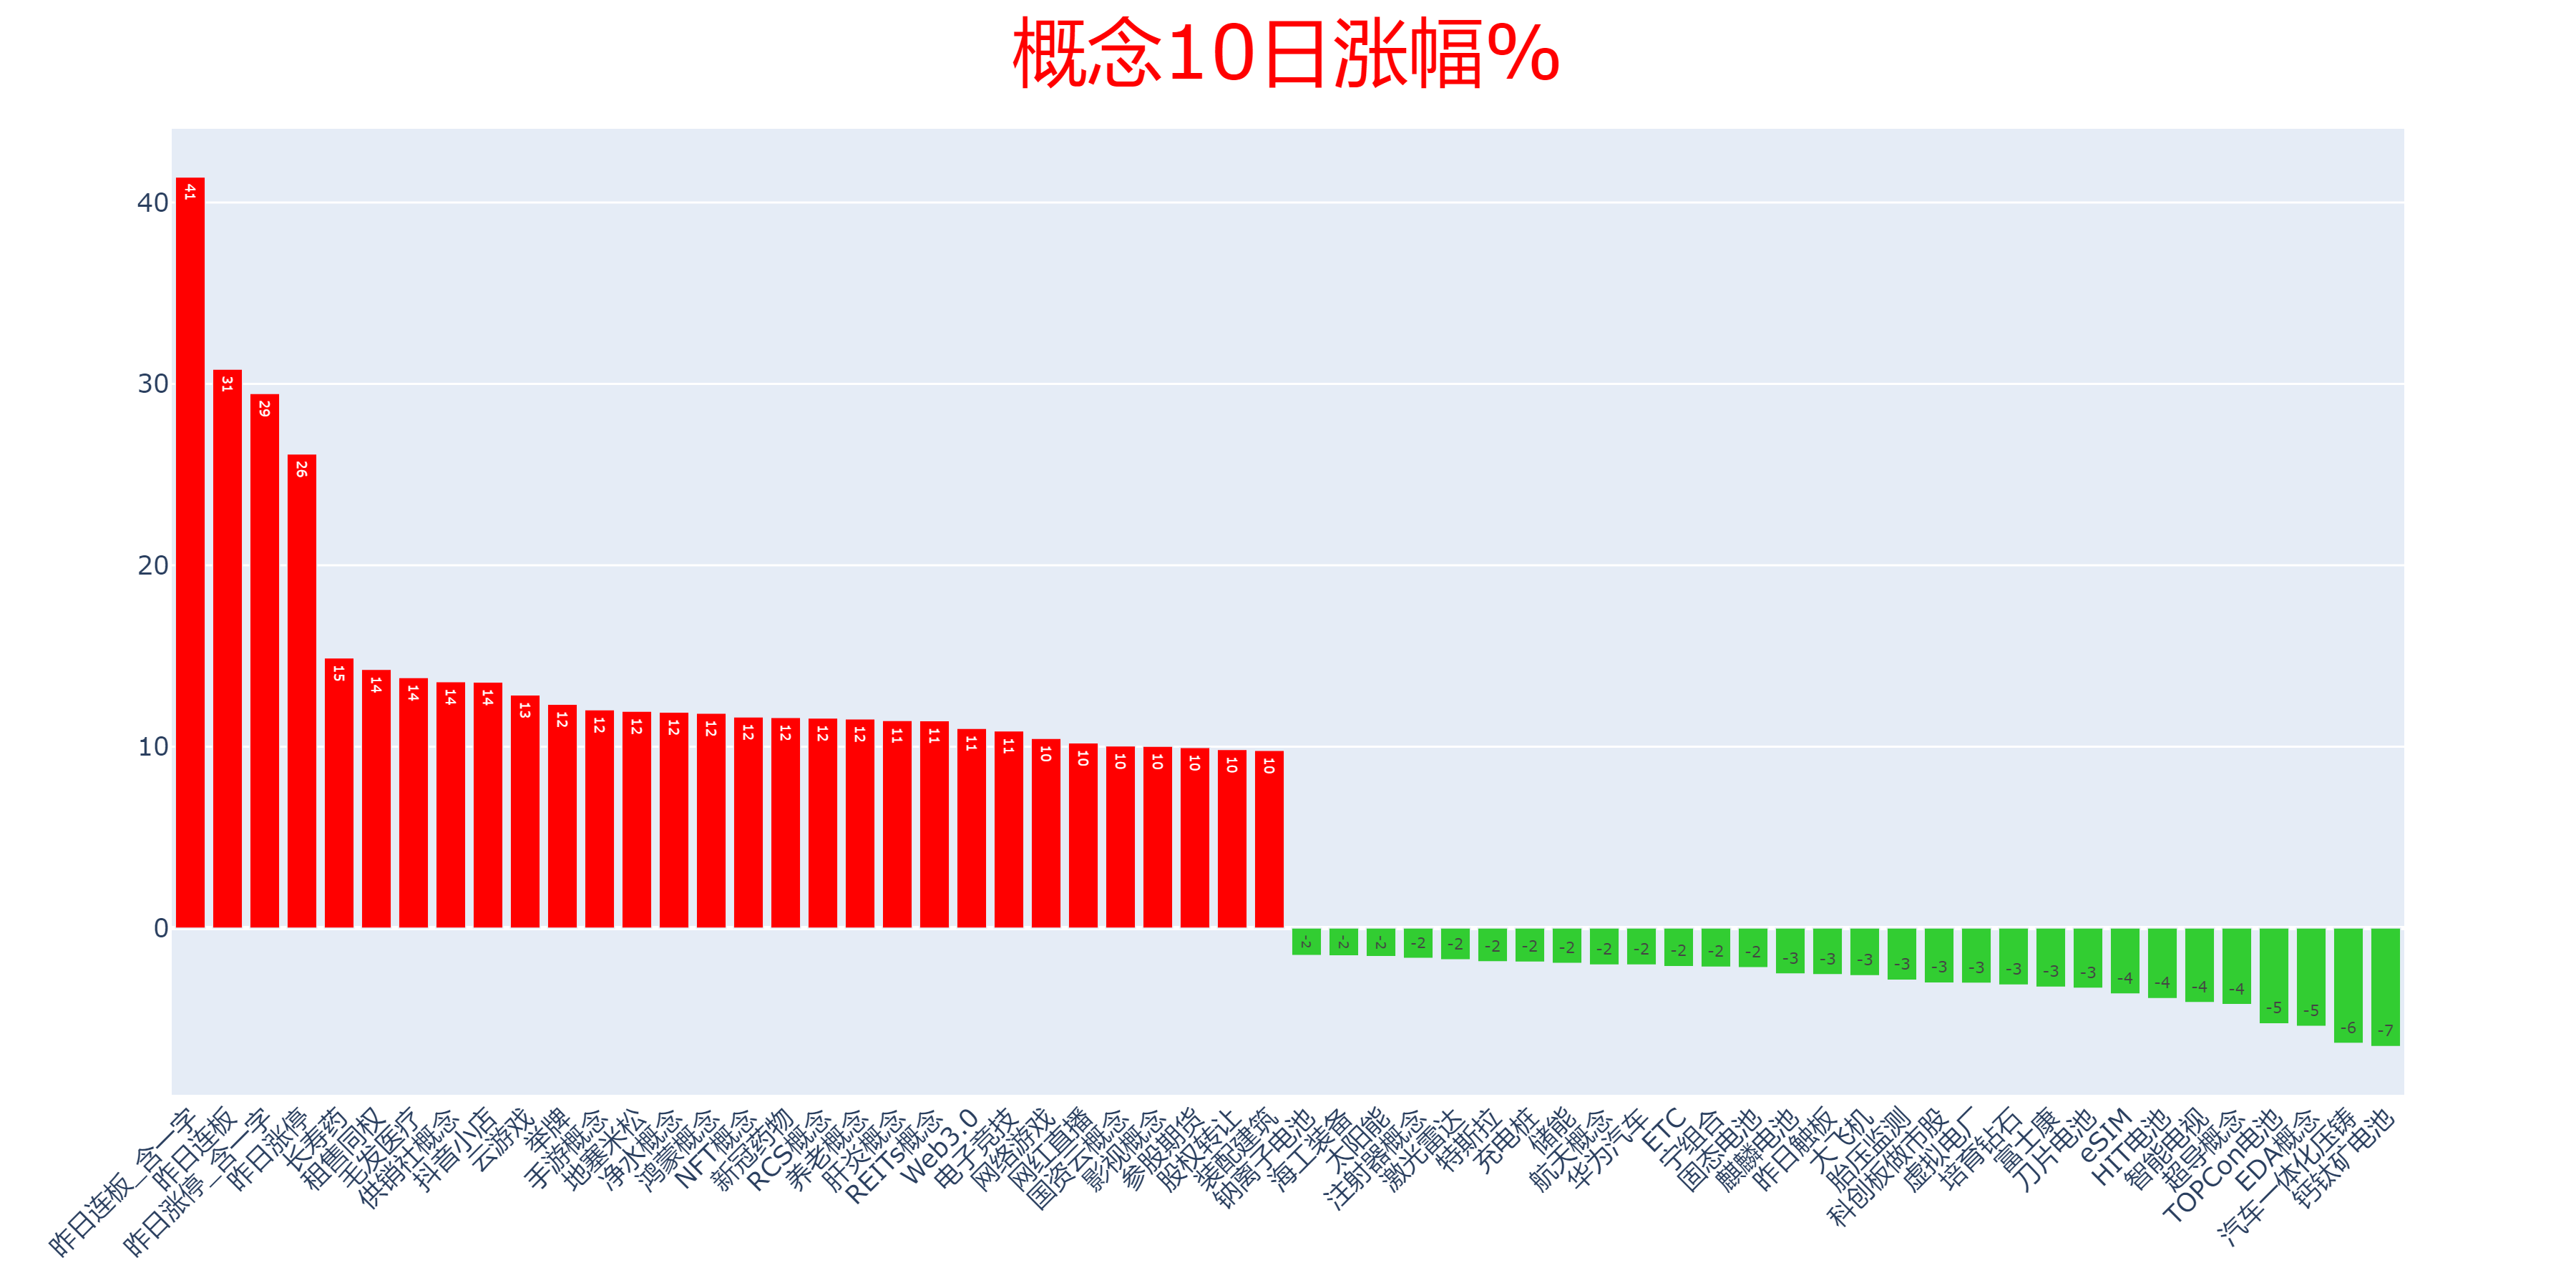 概念10日涨幅%
40
30
20
10
0
41
31
29
26
15
14
14
14
14
13
12
12
12
12
12
12
12
12
12
11
11
11
11
10
10
10
10
10
10
10
-2
-2
-2
-2
-2
-2
-2
-2
-2
-2
-2
-2
-2
-3
-3
-3
-3
-3
-3
-3
-3
-3
-4
-4
-4
-4
-5
-5
-6
-7
昨日连板_含一字
昨日连板
昨日涨停_含一字
昨日涨停
长寿药
租售同权
毛发医疗
供销社概念
抖音小店
云游戏
举牌
手游概念
地塞米松
净水概念
鸿蒙概念
NFT概念
新冠药物
RCS概念
养老概念
肝炎概念
REITs概念
Web3.0
电子竞技
网络游戏
网红直播
国资云概念
影视概念
参股期货
股权转让
装配建筑
钠离子电池
海工装备
太阳能
注射器概念
激光雷达
特斯拉
充电桩
储能
航天概念
华为汽车
ETC
宁组合
固态电池
麒麟电池
昨日触板
大飞机
胎压监测
科创板做市股
虚拟电厂
培育钻石
富士康
刀片电池
eSIM
HIT电池
智能电视
超导概念
TOPCon电池
EDA概念
汽车一体化压铸
钙钛矿电池